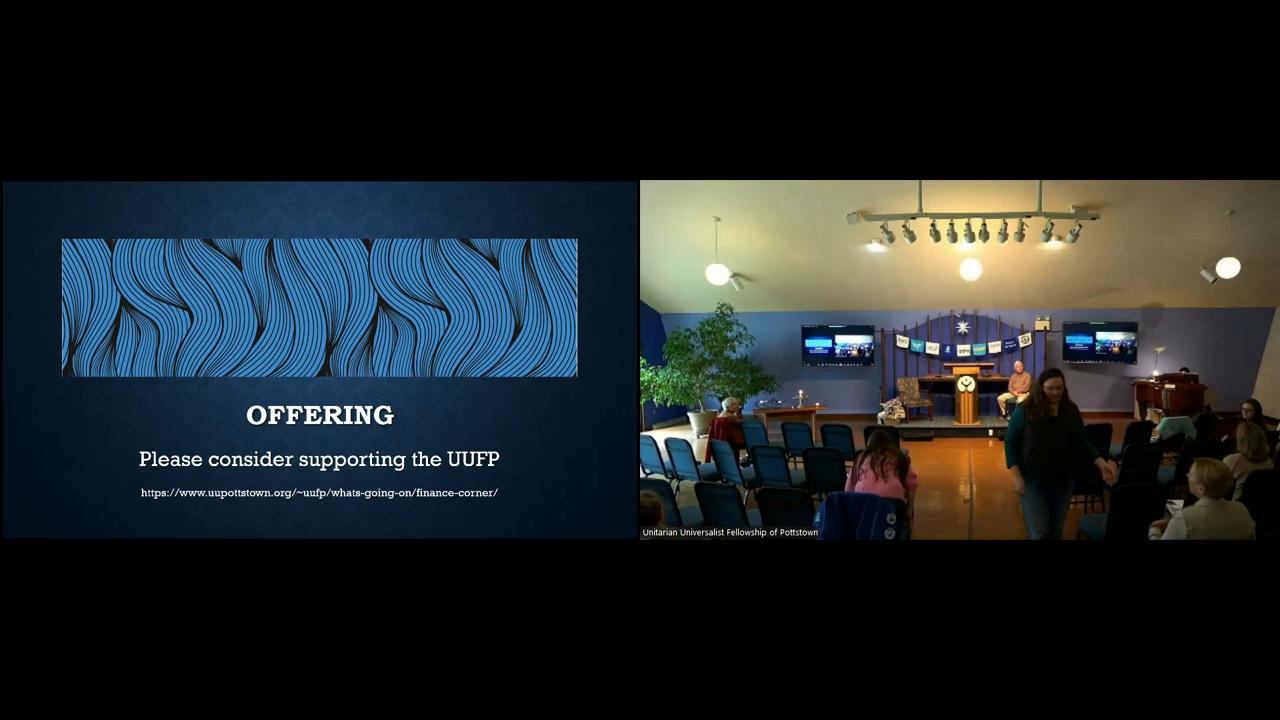 OFFERING
Please consider supporting the UUFP
https://www.uupottstown.org/~uufp/whats-going-on/finance-corner/
Unitarian Universalist Fellowship of Pottstown